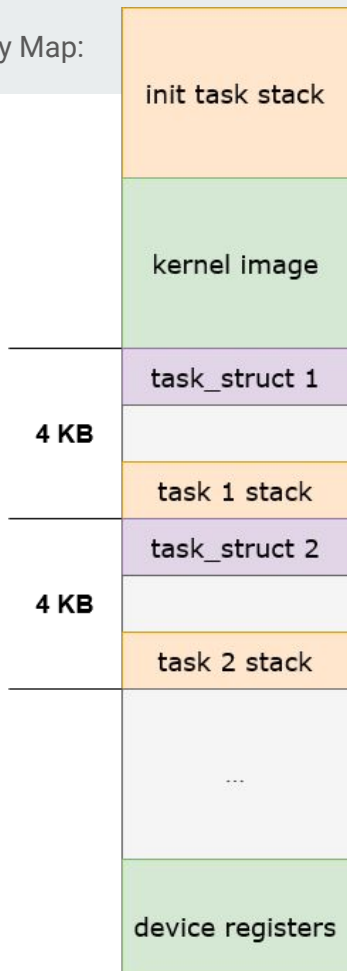 y Map:
init task stack
kernel image
task_struct 1
4 KB
task 1 stack
task_struct 2
4 KB
task 2 stack
...
device registers